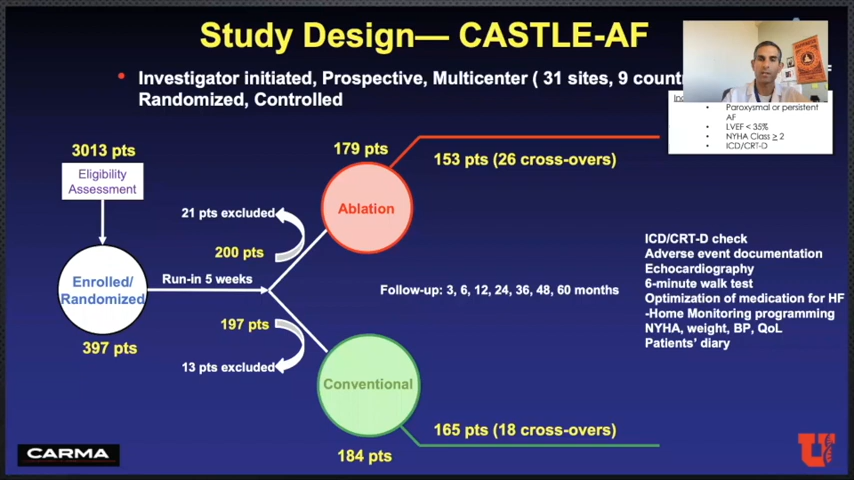 Study Design— CASTLE-AF
• Investigator initiated, Prospective, Multicenter ( 31 sites, 9
Randomized, Controlled
• Paroxysmal or persistent
AF
• LVEF < 35%
• NYHA Class ≥ 2
• ICD/CRT-D
3013 pts
Eligibility
Assessment
Enrolled/
Randomized
397 pts
Run-in 5 weeks
21 pts excluded
200 pts
197 pts
13 pts excluded
179 pts
Ablation
153 pts (26 cross-overs)
Follow-up: 3, 6, 12, 24, 36, 48, 60 months
Conventional
184 pts
165 pts (18 cross-overs)
ICD/CRT-D check
Adverse event documentation
Echocardiography
6-minute walk test
Optimization of medication for HF
-Home Monitoring programming
NYHA, weight, BP, QoL
Patients’ diary
CARMA
U